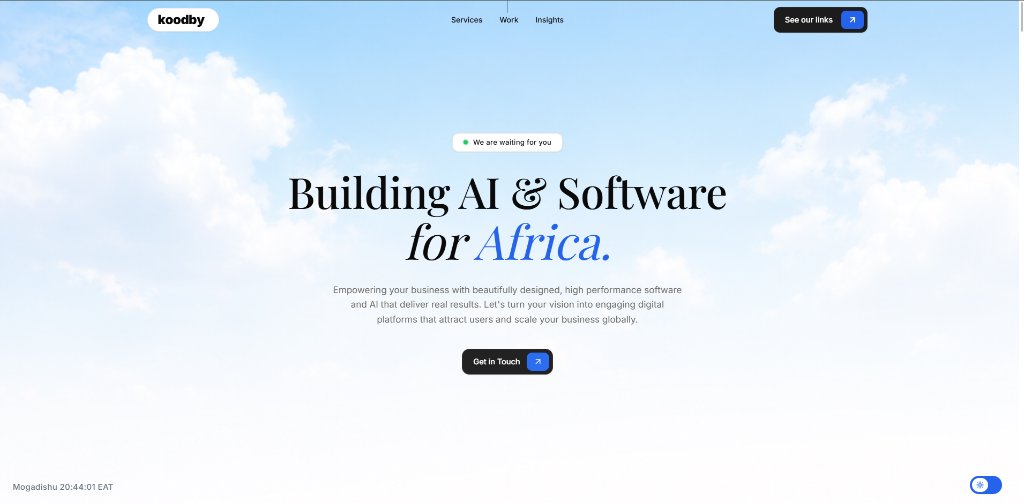 koodby
Services Work Insights
See our links
We are waiting for you
Building AI & Software
for Africa.
Empowering your business with beautifully designed, high performance software
and AI that deliver real results. Let's turn your vision into engaging digital
platforms that attract users and scale your business globally.
Get in Touch
Mogadishu 20:44:01 EAT